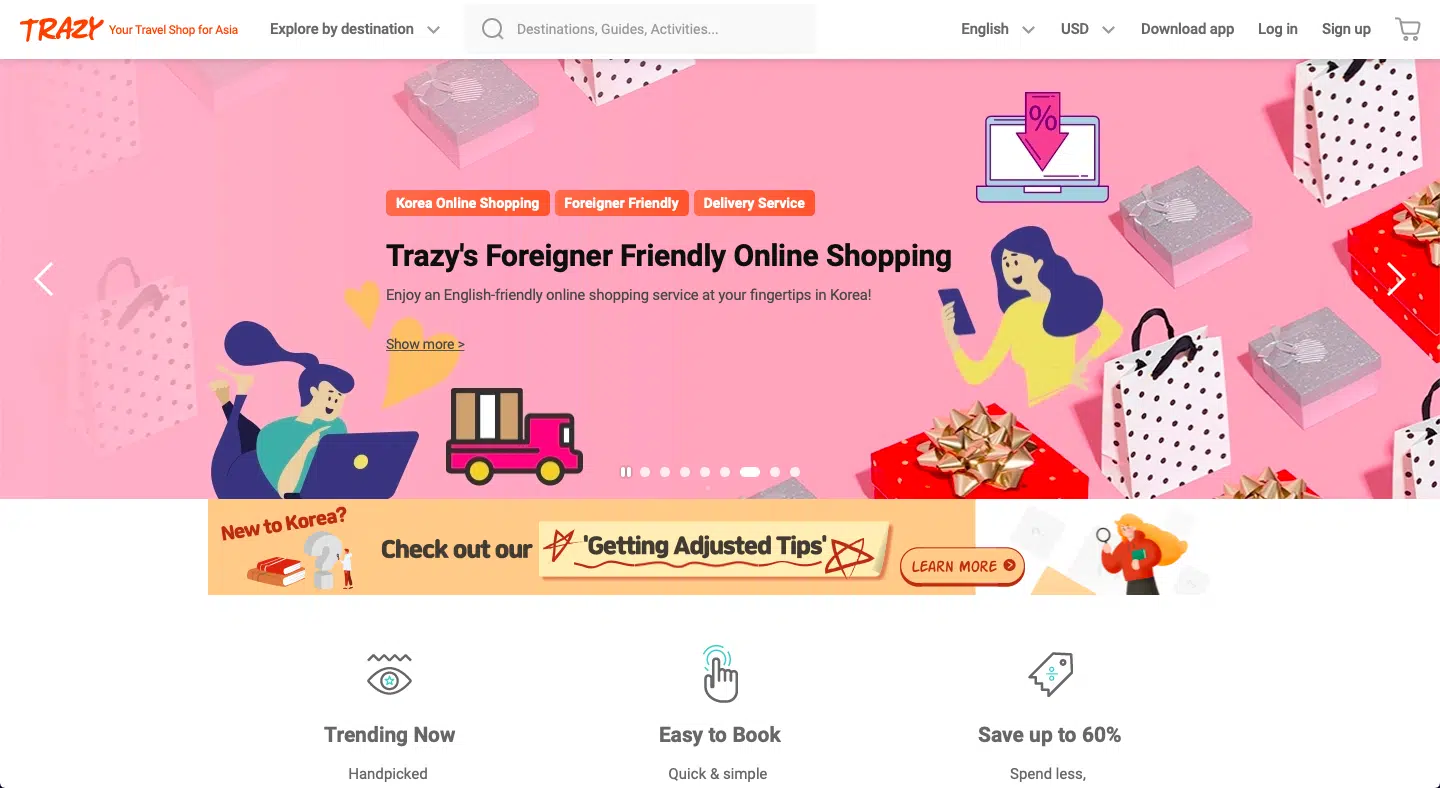 TRAZY Your Travel Shop for Asia Explore by destination Destinations, Guides, Activities... English USD Download app Log in Sign up
%
Korea Online Shopping Foreigner Friendly Delivery Service
Trazy's Foreigner Friendly Online Shopping
Enjoy an English-friendly online shopping service at your fingertips in Korea!
Show more >
New to Korea?
Check out our 'Getting Adjusted Tips'
LEARN MORE
Trending Now Easy to Book Save up to 60%
Handpicked Quick & simple Spend less,